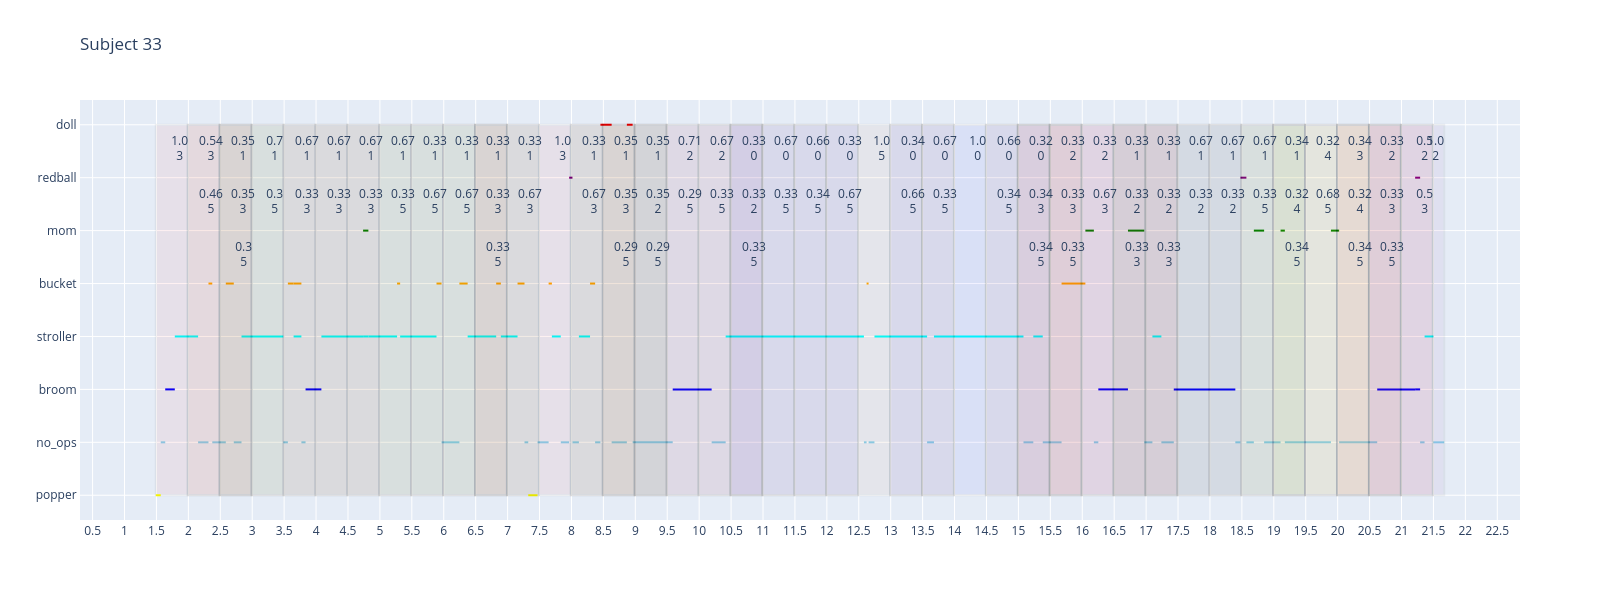 Subject 33
doll
1.0 0.54 0.35 0.7 0.67 0.67 0.67 0.67 0.33 0.33 0.33 0.33 1.0 0.33 0.35 0.35 0.71 0.67 0.33 0.67 0.66 0.33 1.0 0.34 0.67 1.0 0.66 0.32 0.33 0.33 0.33 0.33 0.67 0.67 0.67 0.34 0.32 0.34 0.33 0.5 1.0
3 3 1 1 1 1 1 1 1 1 1 1 3 1 1 1 2 2 0 0 0 0 5 0 0 0 0 0 2 2 1 1 1 1 1 1 4 3 2 2 2
redball
0.46 0.35 0.3 0.33 0.33 0.33 0.33 0.67 0.67 0.33 0.67 0.67 0.35 0.35 0.29 0.33 0.33 0.33 0.34 0.67 0.66 0.33 0.34 0.34 0.33 0.67 0.33 0.33 0.33 0.33 0.33 0.32 0.68 0.32 0.33 0.5
5 3 5 3 3 3 5 5 5 3 3 3 3 2 5 5 2 5 5 5 5 5 5 3 3 3 2 2 2 2 5 4 5 4 3 3
mom
0.3 0.33 0.29 0.29 0.33 0.34 0.33 0.33 0.33 0.34 0.34 0.33
5 5 5 5 5 5 5 3 3 5 5 5
bucket
stroller
broom
no_ops
popper
0.5 1 1.5 2 2.5 3 3.5 4 4.5 5 5.5 6 6.5 7 7.5 8 8.5 9 9.5 10 10.5 11 11.5 12 12.5 13 13.5 14 14.5 15 15.5 16 16.5 17 17.5 18 18.5 19 19.5 20 20.5 21 21.5 22 22.5